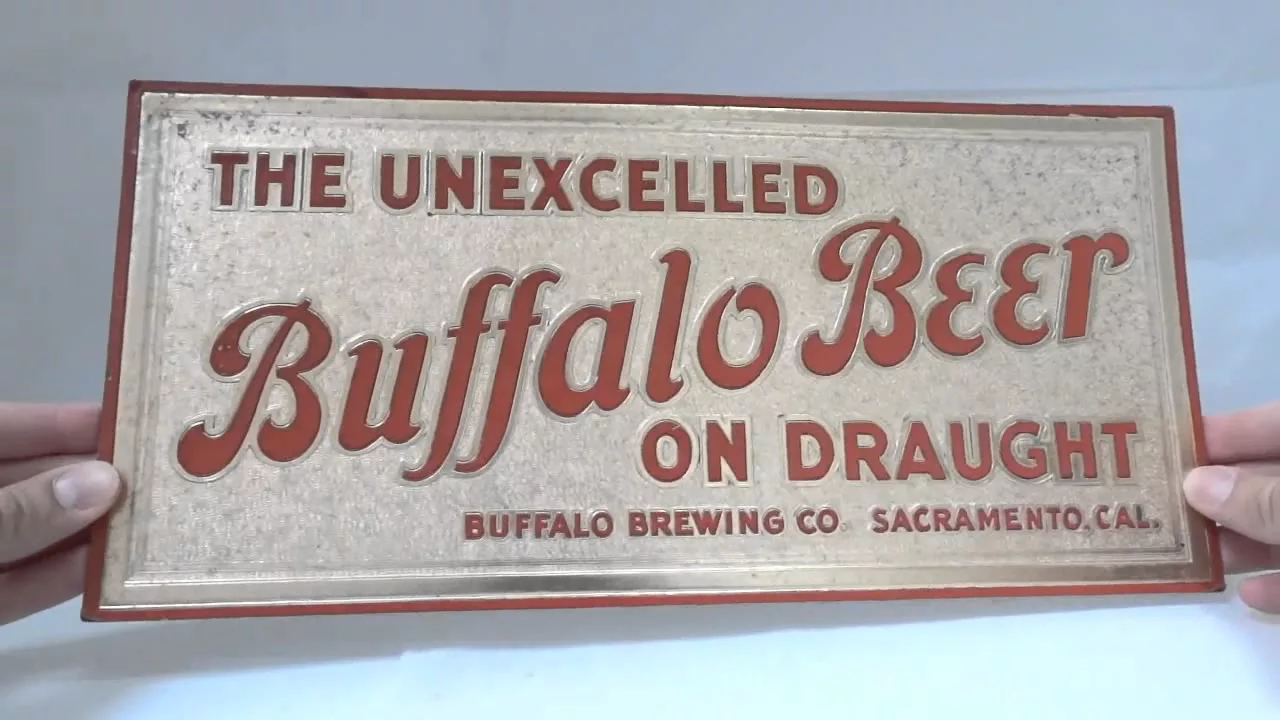 THE UNEXCELLED
Buffalo Beer
ON DRAUGHT
BUFFALO BREWING CO. SACRAMENTO, CAL.